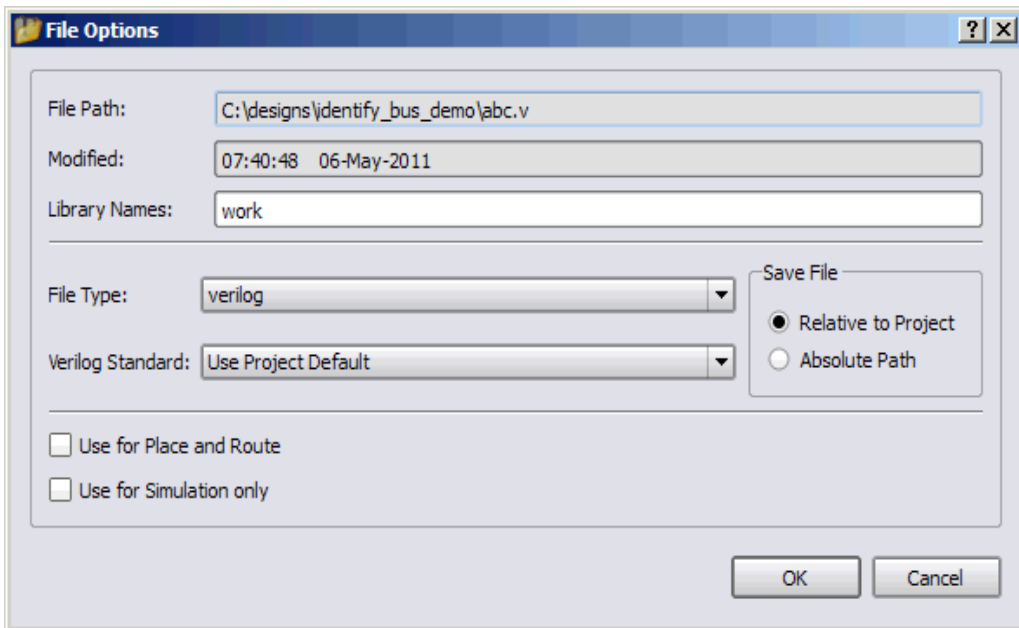 File Options
File Path: C:\designs\identify_bus_demo\abc.v
Modified: 07:40:48 06-May-2011
Library Names: work
File Type: verilog
Verilog Standard: Use Project Default
Save File
Relative to Project
Absolute Path
Use for Place and Route
Use for Simulation only
OK Cancel